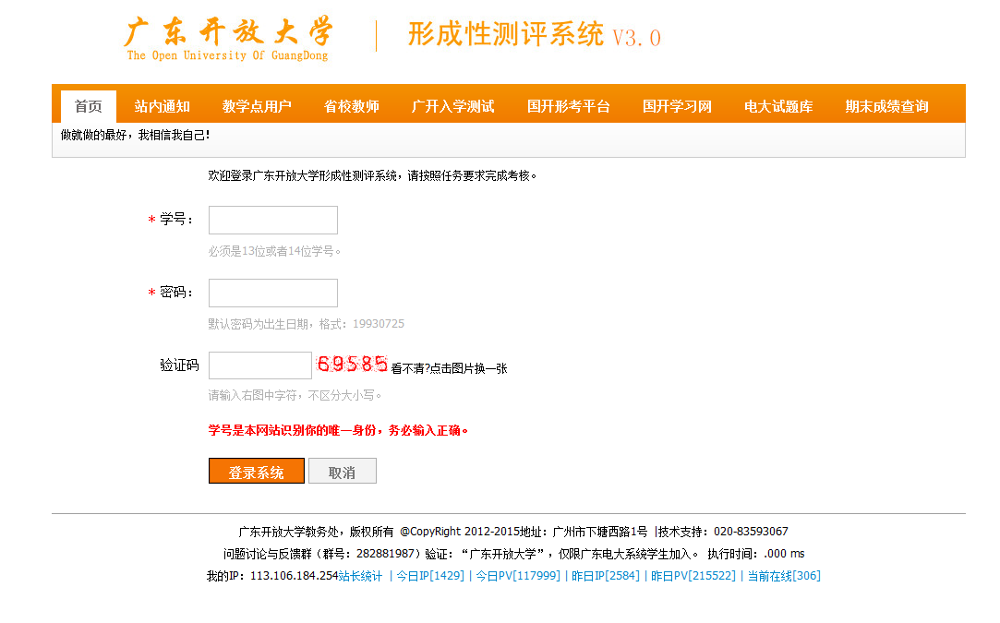 广东开放大学
The Open University Of GuangDong
形成性测评系统 V3.0
首页 站内通知 教学点用户 省校教师 广开入学测试 国开形考平台 国开学习网 电大试题库 期末成绩查询
做就做的最好，我相信我自己！
欢迎登录广东开放大学形成性测评系统，请按照任务要求完成考核。
* 学号：
必须是13位或者14位学号。
* 密码：
默认密码为出生日期，格式：19930725
验证码 69585 看不清?点击图片换一张
请输入右图中字符，不区分大小写。
学号是本网站识别你的唯一身份，务必输入正确。
登录系统 取消
广东开放大学教务处，版权所有 @CopyRight 2012-2015地址：广州市下塘西路1号 |技术支持：020-83593067
问题讨论与反馈群（群号：282881987）验证：“广东开放大学”，仅限广东电大系统学生加入。 执行时间：.000 ms
我的IP：113.106.184.254站长统计 | 今日IP[1429] | 今日PV[117999] | 昨日IP[2584] | 昨日PV[215522] | 当前在线[306]